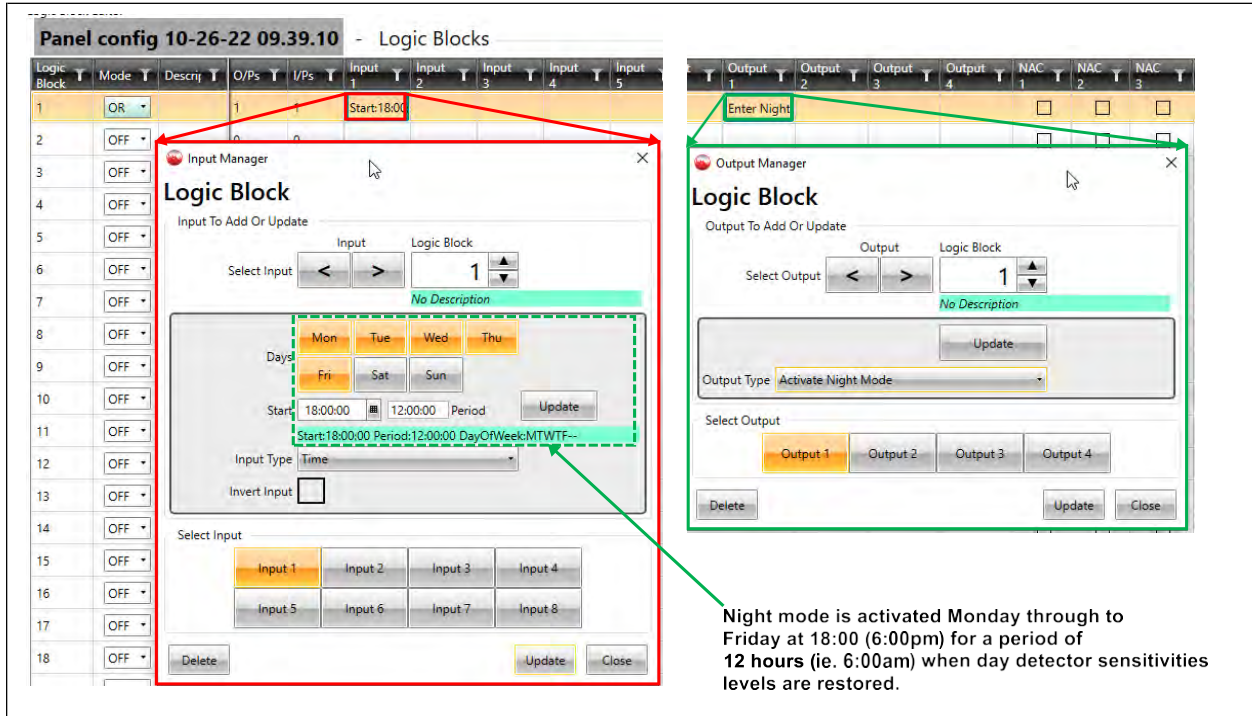 Panel config 10-26-22 09.39.10 - Logic Blocks
Logic Block Mode Descrij O/Ps I/Ps Input 1 Input 2 Input 3 Input 4 Input 5
1 OR 1 1 Start:18:00
2 OFF 0 0
3 OFF
4 OFF
5 OFF
6 OFF
7 OFF
8 OFF
9 OFF
10 OFF
11 OFF
12 OFF
13 OFF
14 OFF
15 OFF
16 OFF
17 OFF
18 OFF
Input Manager
Logic Block
Input To Add Or Update
Input Logic Block
Select Input < > 1
No Description
Mon Tue Wed Thu
Days
Fri Sat Sun
Start 18:00:00 12:00:00 Period Update
Start:18:00:00 Period:12:00:00 DayOfWeek:MTWTF--
Input Type Time
Invert Input
Select Input
Input 1 Input 2 Input 3 Input 4
Input 5 Input 6 Input 7 Input 8
Delete Update Close
Output 1 Output 2 Output 3 Output 4 NAC 1 NAC 2 NAC 3
Enter Night
Output Manager
Logic Block
Output To Add Or Update
Output Logic Block
Select Output < > 1
No Description
Update
Output Type Activate Night Mode
Select Output
Output 1 Output 2 Output 3 Output 4
Delete Update Close
Night mode is activated Monday through to
Friday at 18:00 (6:00pm) for a period of
12 hours (ie. 6:00am) when day detector sensitivities
levels are restored.